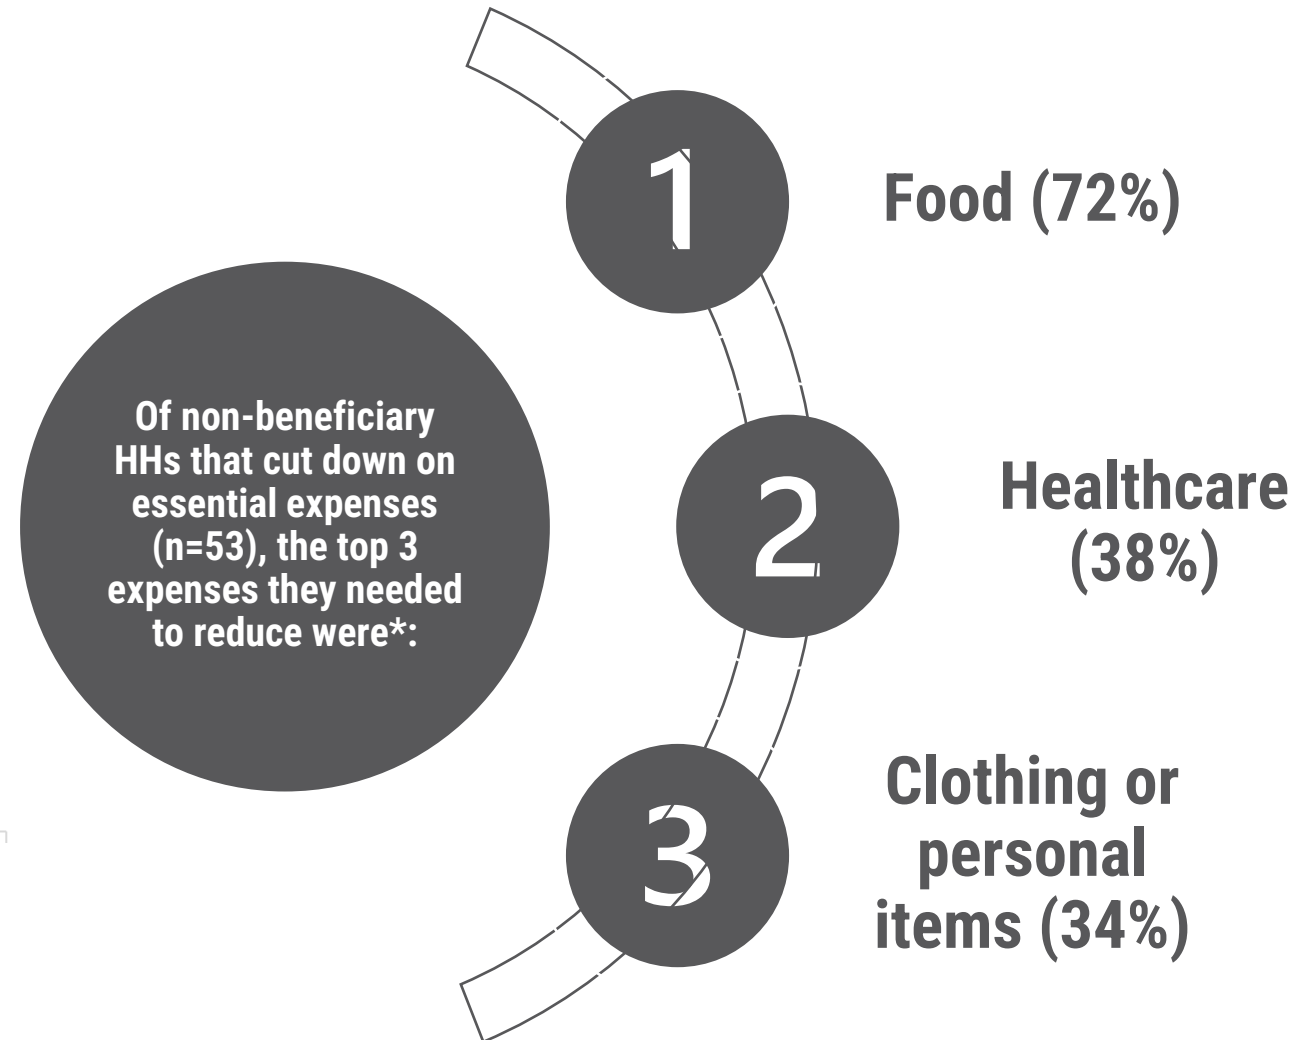 Of non-beneficiary
HHs that cut down on
essential expenses
(n=53), the top 3
expenses they needed
to reduce were*:
1
Food (72%)
2
Healthcare
(38%)
3
Clothing or
personal
items (34%)